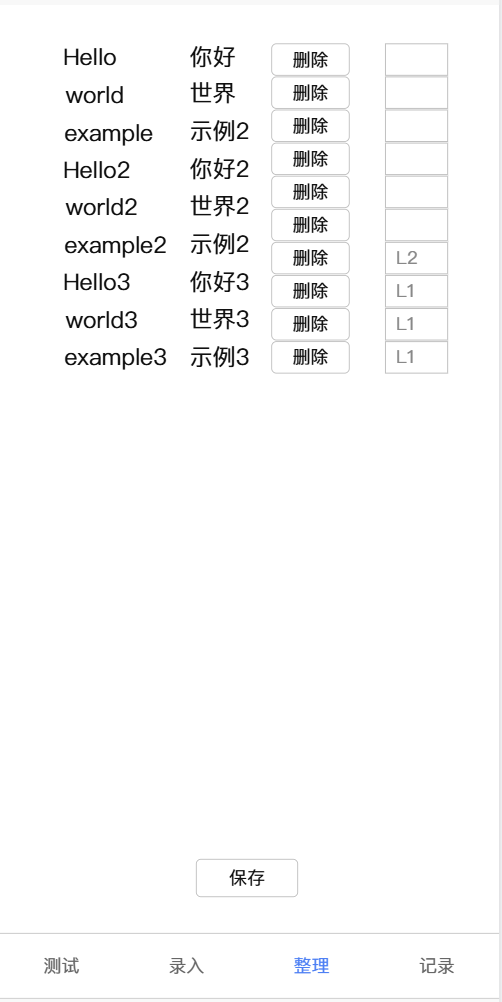 Hello 你好 删除
world 世界 删除
example 示例2 删除
Hello2 你好2 删除
world2 世界2 删除
删除
example2 示例2 删除 L2
Hello3 你好3 删除 L1
world3 世界3 删除 L1
example3 示例3 删除 L1
保存
测试 录入 整理 记录